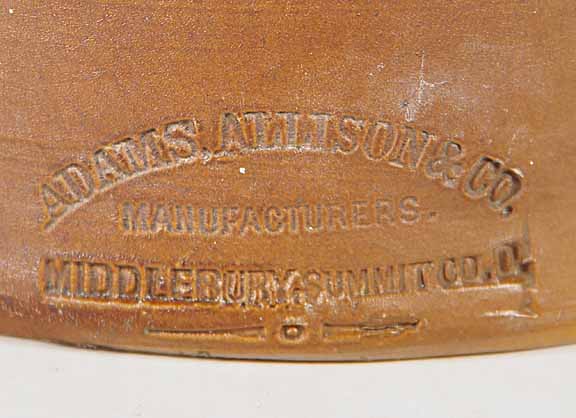 ADAMS, ALLISON & CO.
MANUFACTURERS.
MIDDLEBURY, SUMMIT CO. O.